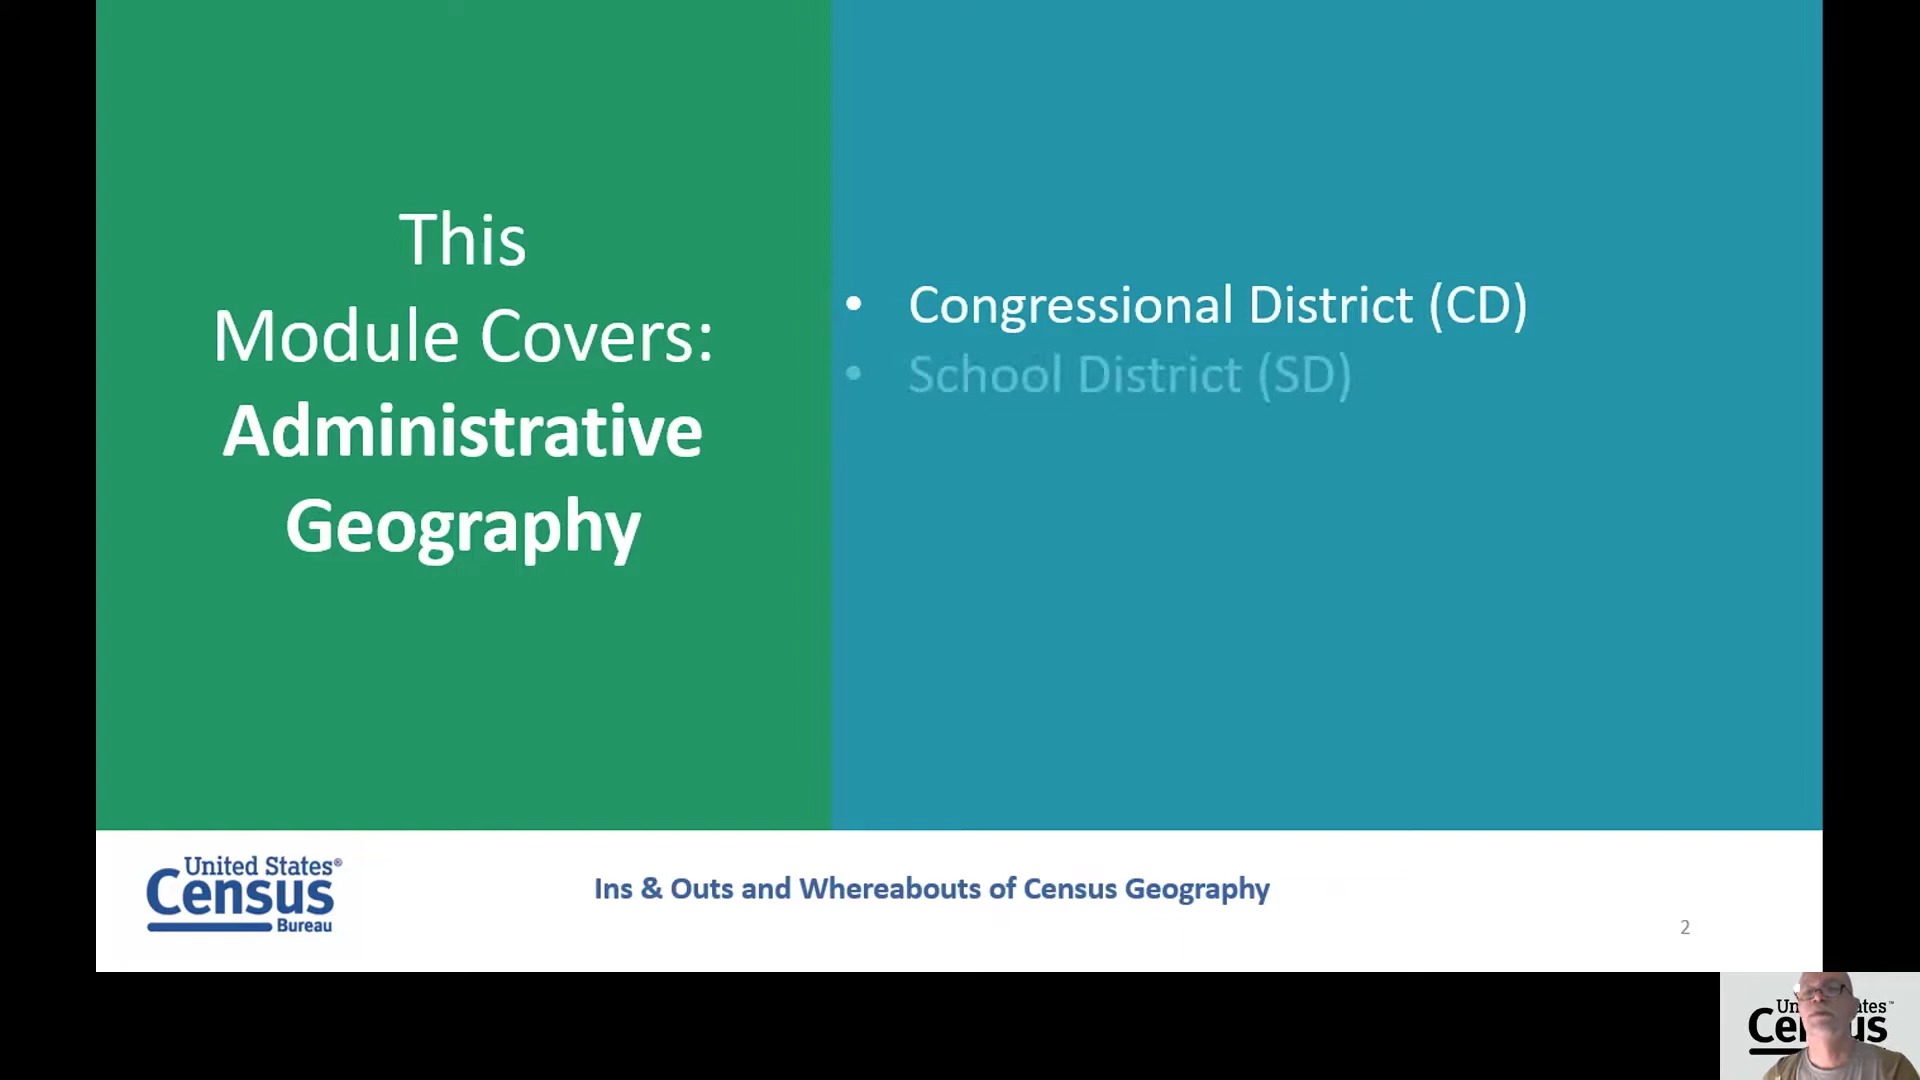 This
Module Covers:
Administrative
Geography
• Congressional District (CD)
• School District (SD)
United States®
Census
Bureau
Ins & Outs and Whereabouts of Census Geography
2